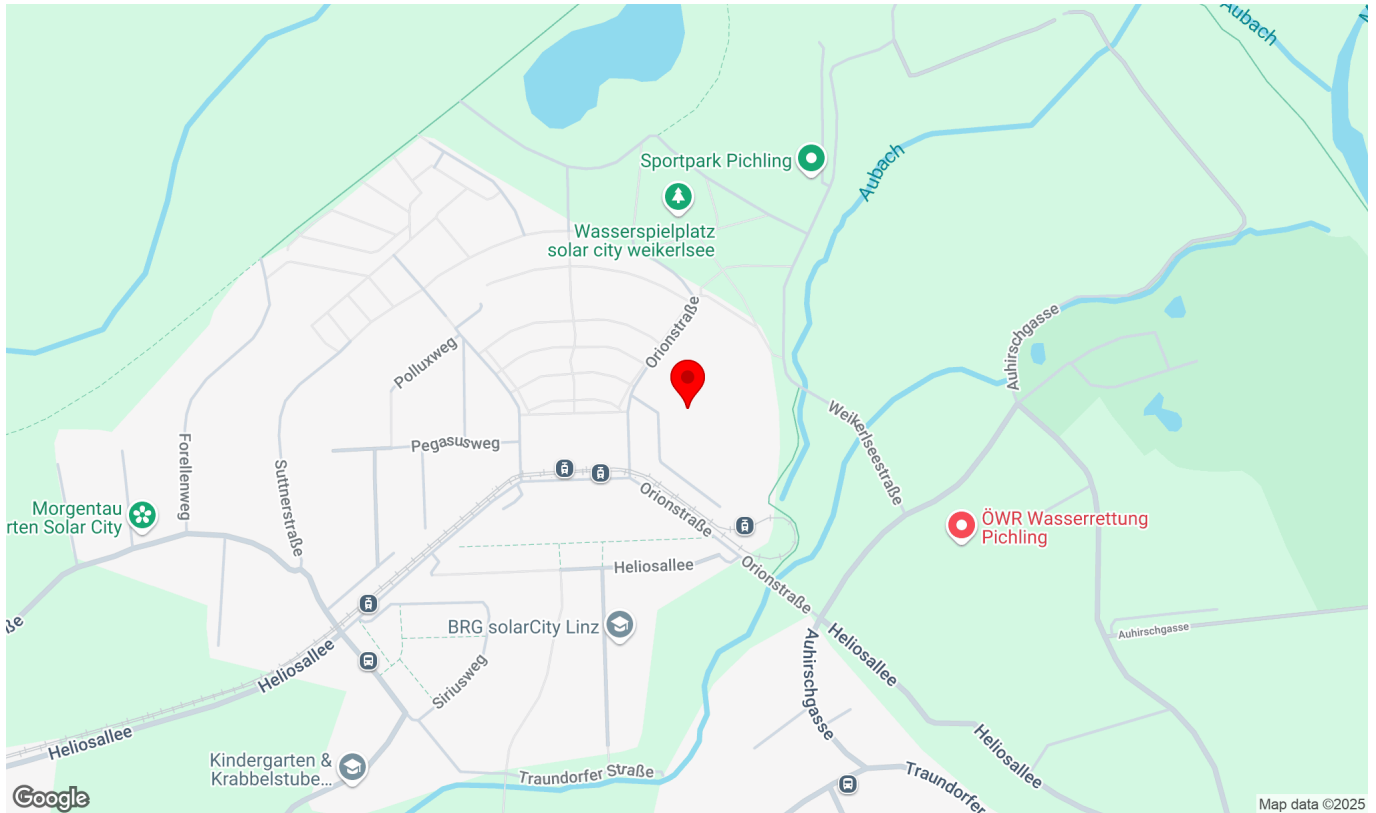 Aubach
Sportpark Pichling
Aubach
Wasserspielplatz
solar city weikerlsee
Orionstraße
Auhirschgasse
Polluxweg
Weikerlseestraße
Pegasusweg
Forellenweg
Suttnerstraße
Morgentau
rten Solar City
Orionstraße
ÖWR Wasserrettung
Pichling
Heliosallee
Orionstraße
ße
BRG solarCity Linz
Auhirschgasse
Heliosallee
Auhirschgasse
Heliosallee
Siriusweg
Heliosallee
Heliosallee
Kindergarten &
Krabbelstube...
Traundorfer Straße
Traundorfer
Google
Map data ©2025